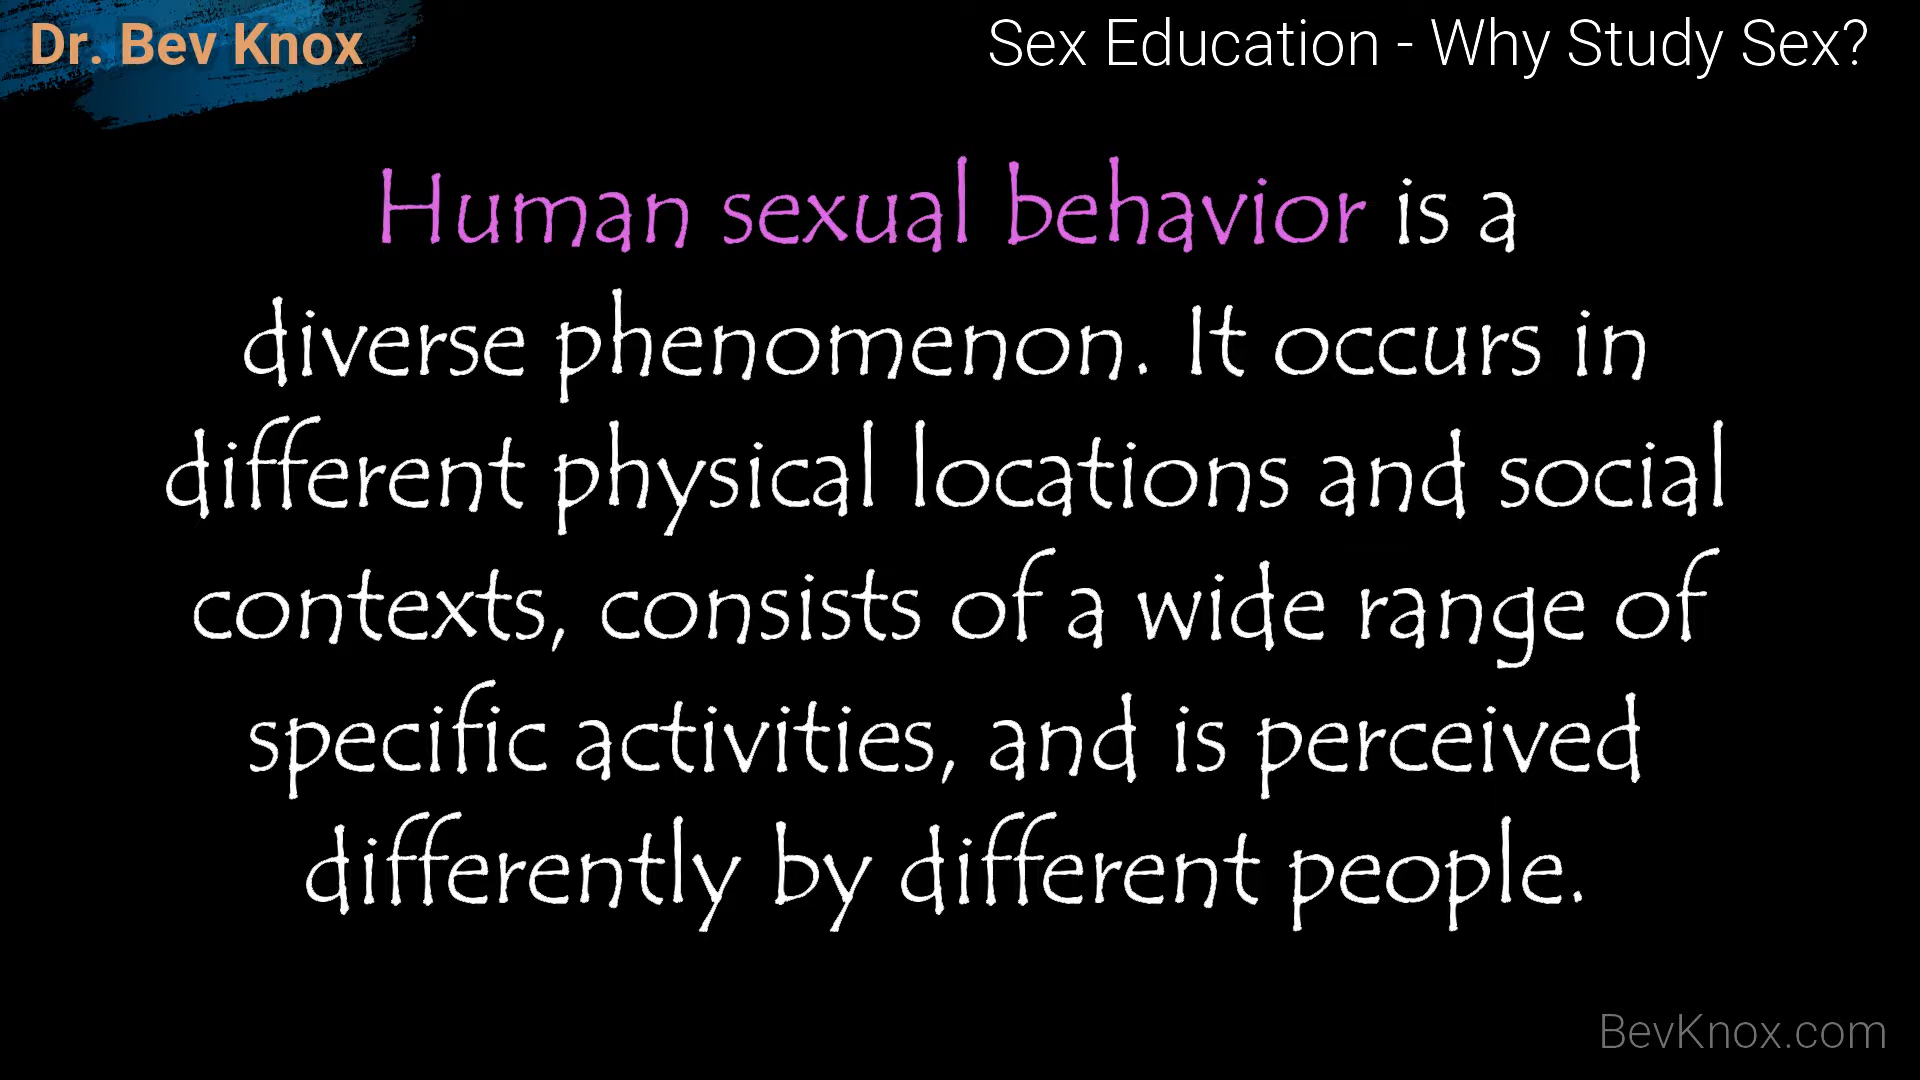 Dr. Bev Knox
Sex Education - Why Study Sex?
Human sexual behavior is a
diverse phenomenon. It occurs in
different physical locations and social
contexts, consists of a wide range of
specific activities, and is perceived
differently by different people.
BevKnox.com